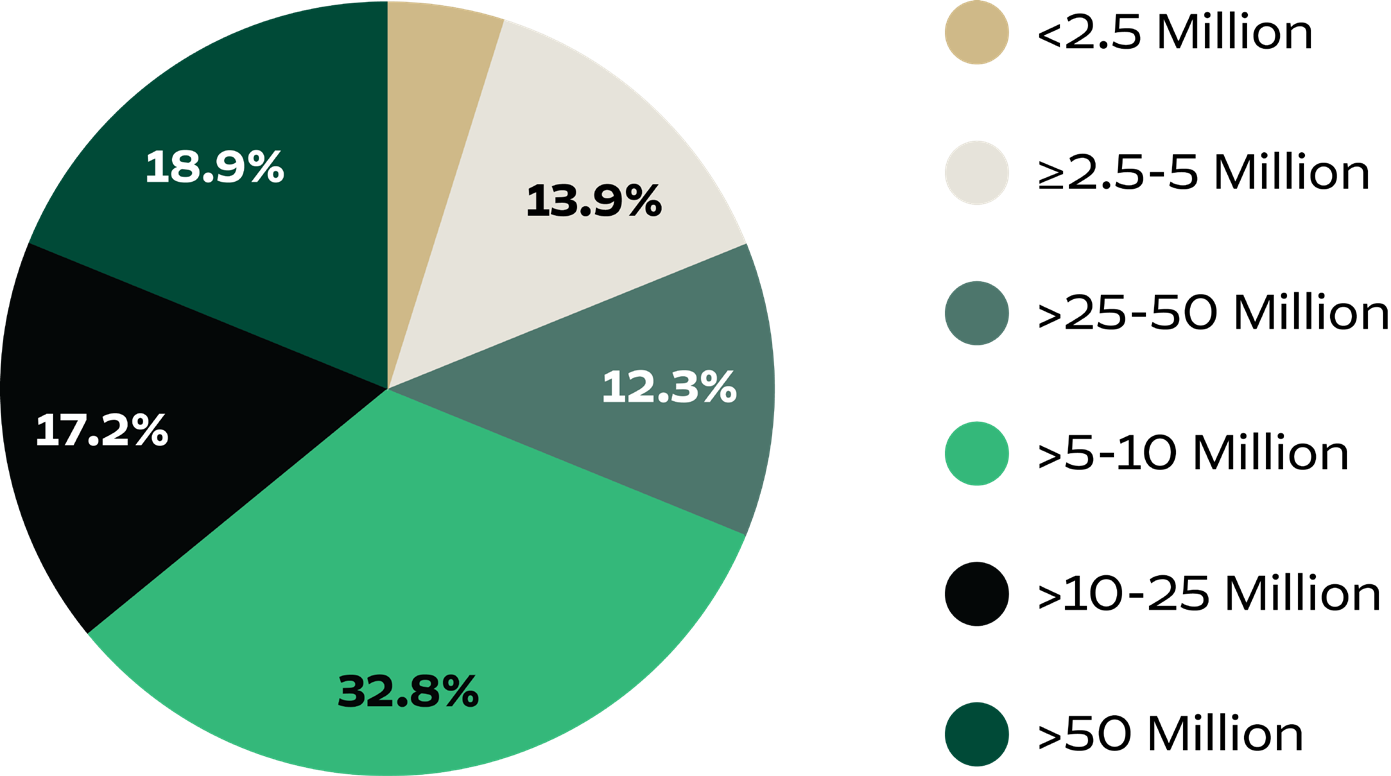 18.9%
13.9%
12.3%
17.2%
32.8%
<2.5 Million
≥2.5-5 Million
>25-50 Million
>5-10 Million
>10-25 Million
>50 Million